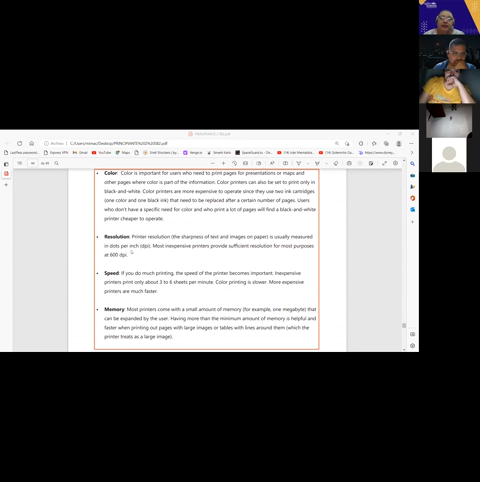 • Color: Color is important for users who need to print pages for presentations or maps and
other pages where color is part of the information. Color printers can also be set to print only in
black-and-white. Color printers are more expensive to operate since they use two ink cartridges
(one color and one black ink) that need to be replaced after a certain number of pages. Users
who don't have a specific need for color and who print a lot of pages will find a black-and-white
printer cheaper to operate.
• Resolution: Printer resolution (the sharpness of text and images on paper) is usually measured
in dots per inch (dpi). Most inexpensive printers provide sufficient resolution for most purposes
at 600 dpi.
• Speed: If you do much printing, the speed of the printer becomes important. Inexpensive
printers print only about 3 to 6 sheets per minute. Color printing is slower. More expensive
printers are much faster.
• Memory: Most printers come with a small amount of memory (for example, one megabyte) that
can be expanded by the user. Having more than the minimum amount of memory is helpful and
faster when printing out pages with large images or tables with lines around them (which the
printer treats as a large image).